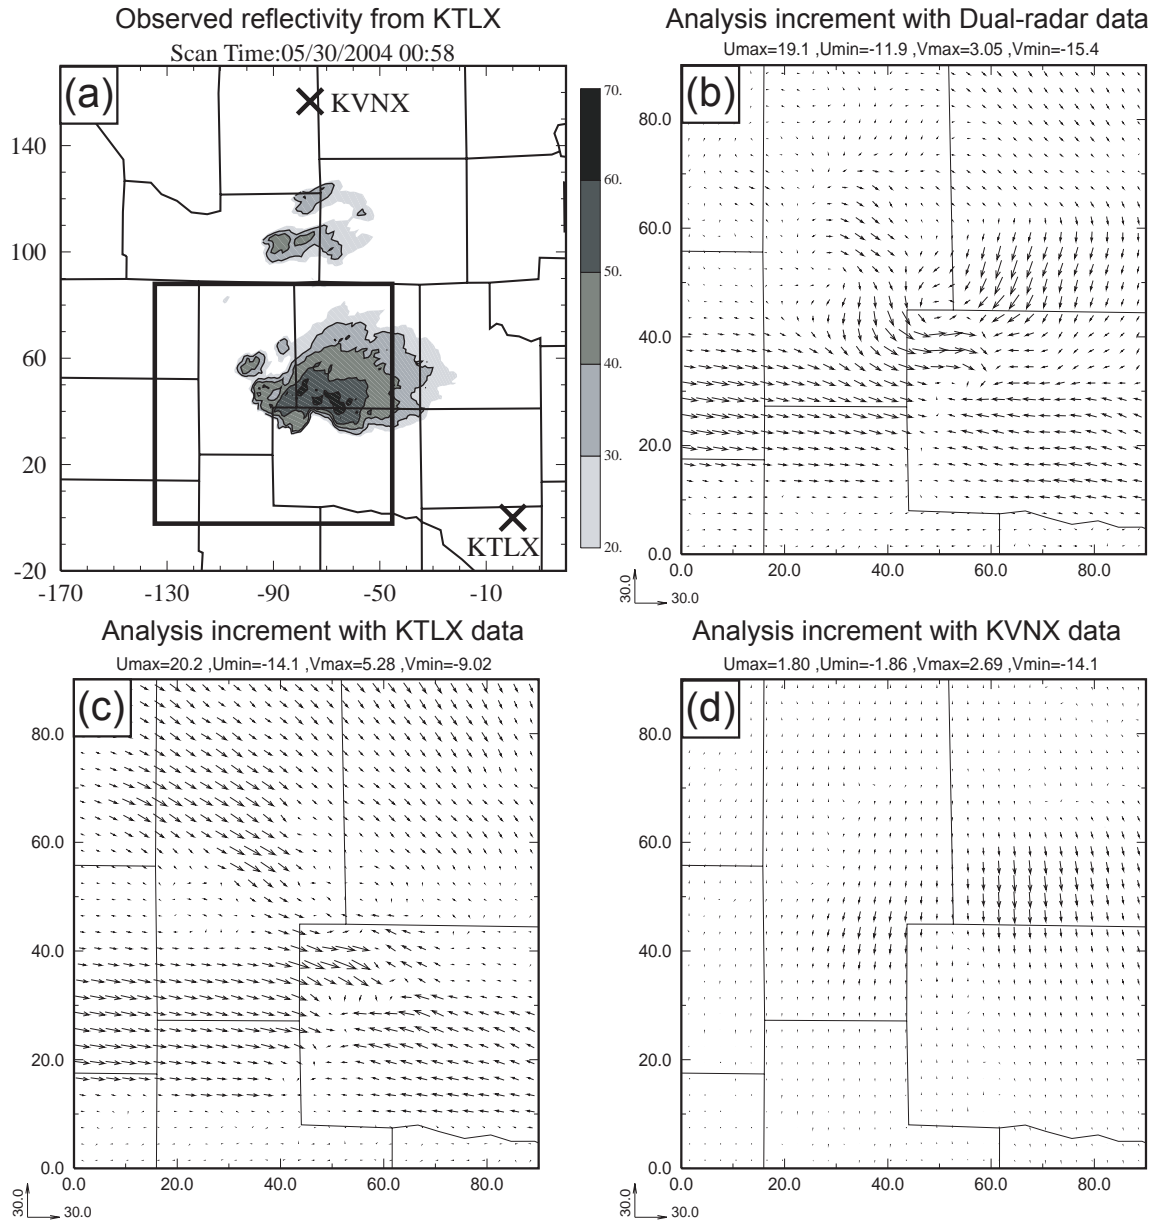 Observed reflectivity from KTLX
Scan Time:05/30/2004 00:58
(a)
KVNX
KTLX
140
100
60
20
-20
-170 -130 -90 -50 -10
70.
60.
50.
40.
30.
20.
Analysis increment with Dual-radar data
Umax=19.1 ,Umin=-11.9 ,Vmax=3.05 ,Vmin=-15.4
(b)
80.0
60.0
40.0
20.0
0.0
0.0 20.0 40.0 60.0 80.0
30.0
30.0
Analysis increment with KTLX data
Umax=20.2 ,Umin=-14.1 ,Vmax=5.28 ,Vmin=-9.02
(c)
80.0
60.0
40.0
20.0
0.0
0.0 20.0 40.0 60.0 80.0
30.0
30.0
Analysis increment with KVNX data
Umax=1.80 ,Umin=-1.86 ,Vmax=2.69 ,Vmin=-14.1
(d)
80.0
60.0
40.0
20.0
0.0
0.0 20.0 40.0 60.0 80.0
30.0
30.0